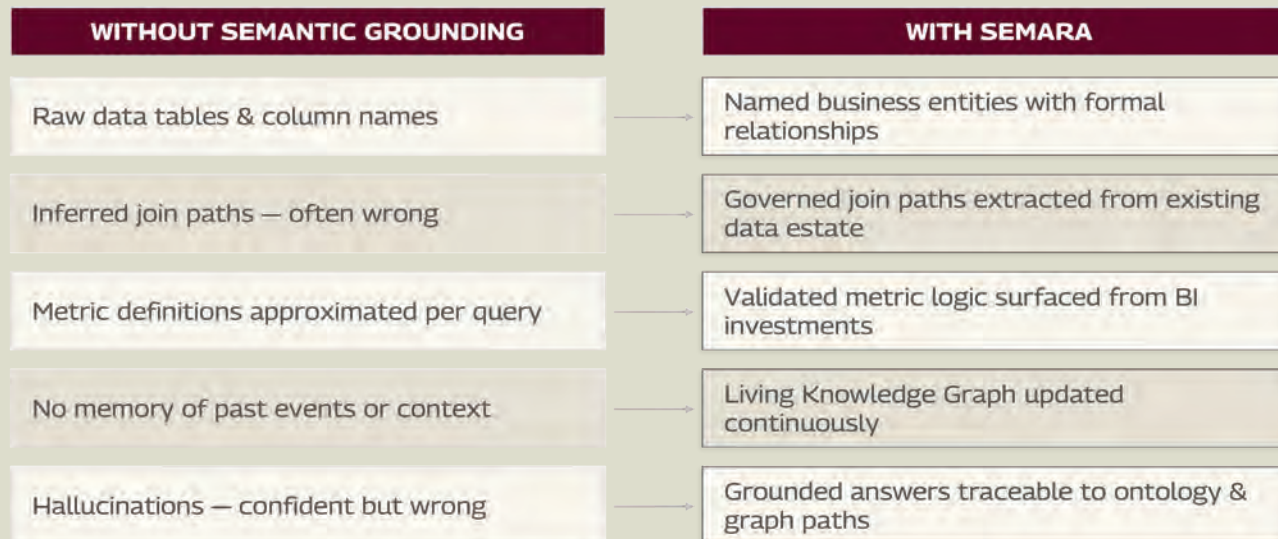 WITHOUT SEMANTIC GROUNDING
WITH SEMARA
Raw data tables & column names
Named business entities with formal
relationships
Inferred join paths — often wrong
Governed join paths extracted from existing
data estate
Metric definitions approximated per query
Validated metric logic surfaced from BI
investments
No memory of past events or context
Living Knowledge Graph updated
continuously
Hallucinations — confident but wrong
Grounded answers traceable to ontology &
graph paths